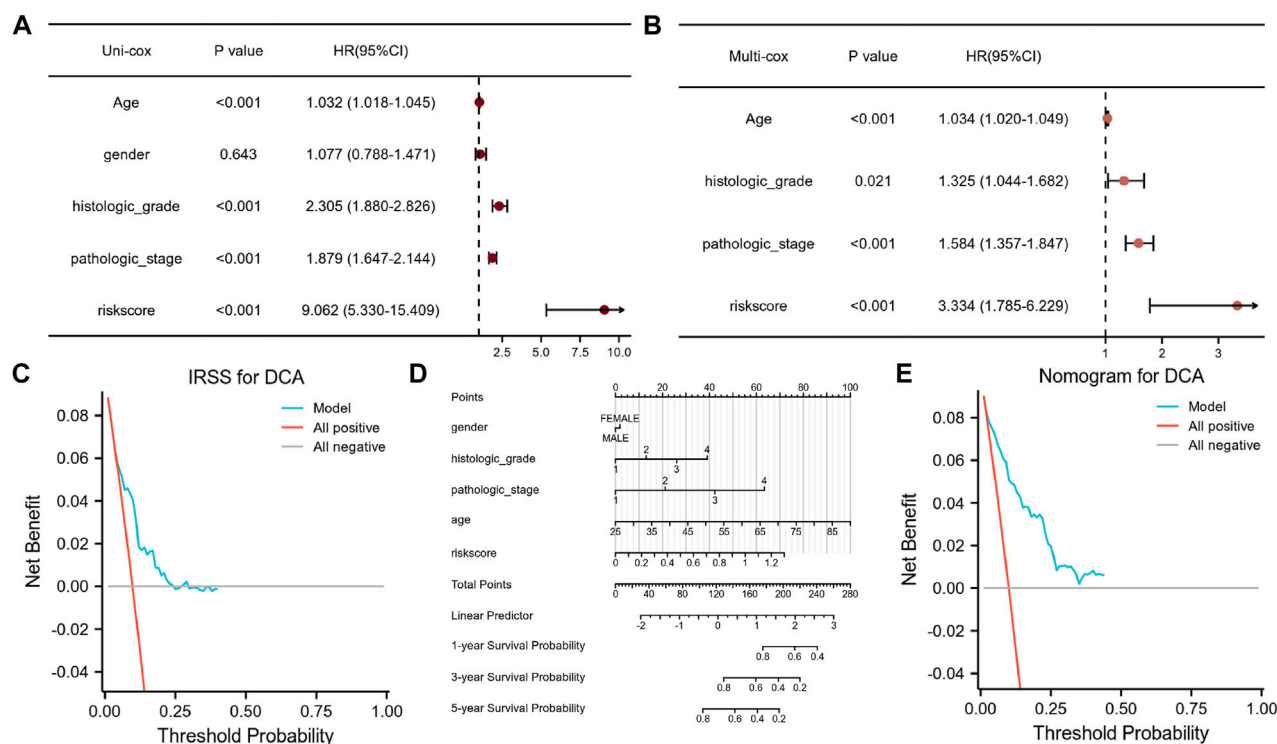 A
Uni-cox P value HR(95%CI)
Age <0.001 1.032 (1.018-1.045)
gender 0.643 1.077 (0.788-1.471)
histologic_grade <0.001 2.305 (1.880-2.826)
pathologic_stage <0.001 1.879 (1.647-2.144)
riskscore <0.001 9.062 (5.330-15.409)
2.5 5.0 7.5 10.0
B
Multi-cox P value HR(95%CI)
Age <0.001 1.034 (1.020-1.049)
histologic_grade 0.021 1.325 (1.044-1.682)
pathologic_stage <0.001 1.584 (1.357-1.847)
riskscore <0.001 3.334 (1.785-6.229)
1 2 3
C
IRSS for DCA
Model
All positive
All negative
0.08
0.06
0.04
0.02
0.00
-0.02
-0.04
Net Benefit
0.00 0.25 0.50 0.75 1.00
Threshold Probability
D
0 20 40 60 80 100
Points
FEMALE
gender
MALE
2 4
histologic_grade
1 3
2 4
pathologic_stage
1 3
age
25 35 45 55 65 75 85
riskscore
0 0.2 0.4 0.6 0.8 1 1.2
Total Points
0 40 80 120 160 200 240 280
Linear Predictor
-2 -1 0 1 2 3
1-year Survival Probability
0.8 0.6 0.4
3-year Survival Probability
0.8 0.6 0.4 0.2
5-year Survival Probability
0.8 0.6 0.4 0.2
E
Nomogram for DCA
Model
All positive
All negative
0.08
0.06
0.04
0.02
0.00
-0.02
-0.04
Net Benefit
0.00 0.25 0.50 0.75 1.00
Threshold Probability